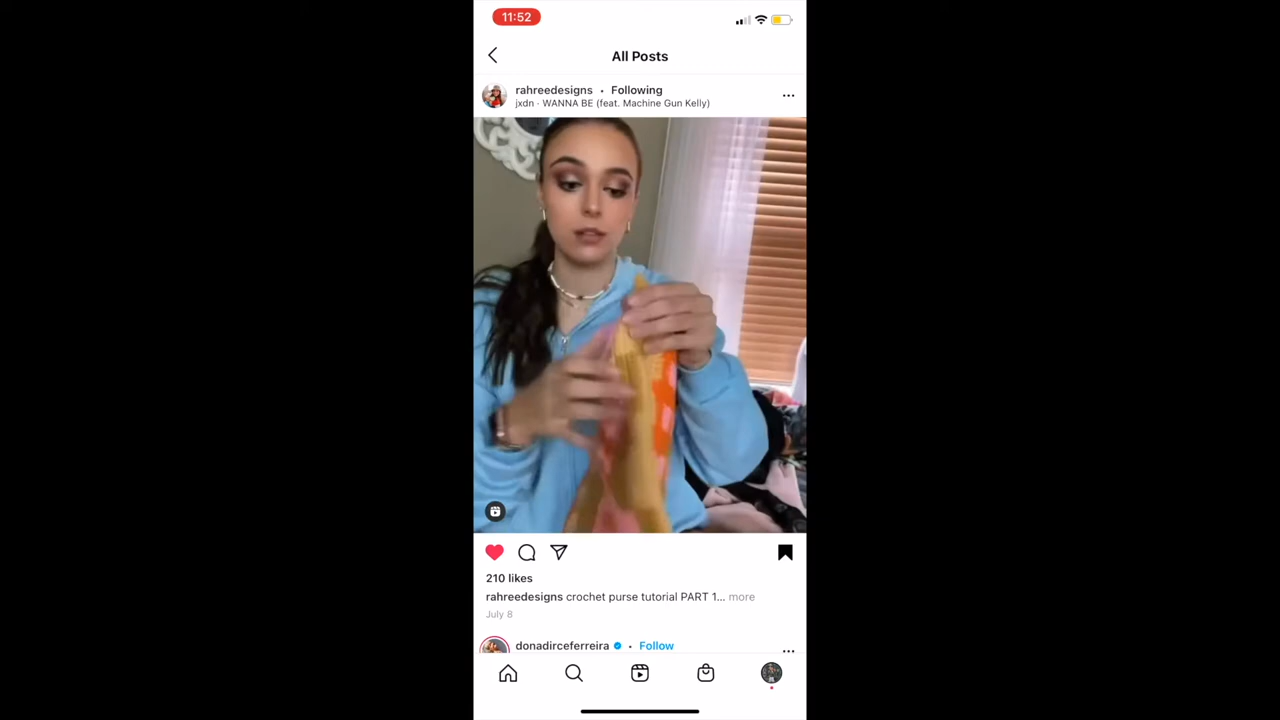 11:52
All Posts
rahreedesigns • Following
jxdn · WANNA BE (feat. Machine Gun Kelly)
210 likes
rahreedesigns crochet purse tutorial PART 1... more
July 8
donadirceferreira • Follow